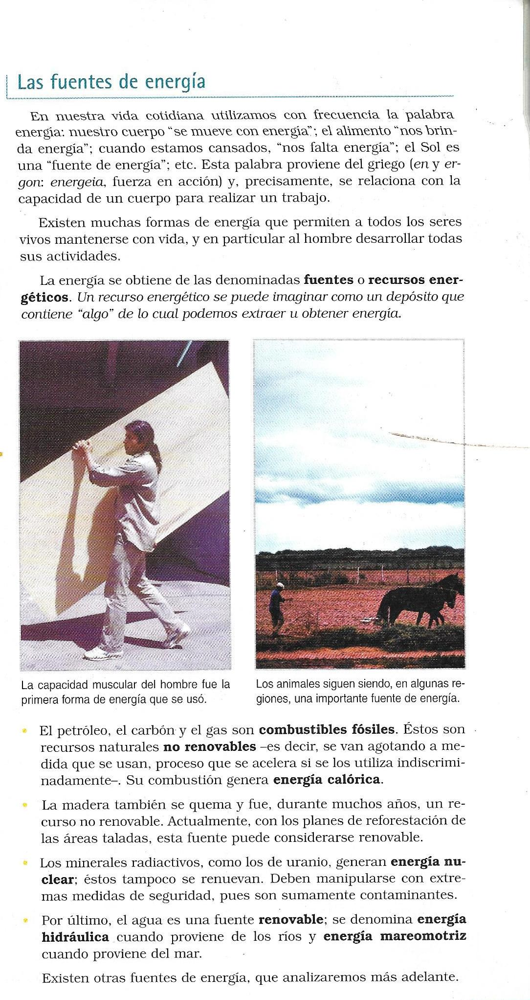 Las fuentes de energía
En nuestra vida cotidiana utilizamos con frecuencia la palabra
energía: nuestro cuerpo “se mueve con energía”; el alimento “nos brin-
da energía”; cuando estamos cansados, “nos falta energía”; el Sol es
una “fuente de energía”; etc. Esta palabra proviene del griego (en y er-
gon: energeia, fuerza en acción) y, precisamente, se relaciona con la
capacidad de un cuerpo para realizar un trabajo.
Existen muchas formas de energía que permiten a todos los seres
vivos mantenerse con vida, y en particular al hombre desarrollar todas
sus actividades.
La energía se obtiene de las denominadas fuentes o recursos ener-
géticos. Un recurso energético se puede imaginar como un depósito que
contiene “algo” de lo cual podemos extraer u obtener energía.
La capacidad muscular del hombre fue la
primera forma de energía que se usó.
Los animales siguen siendo, en algunas re-
giones, una importante fuente de energía.
• El petróleo, el carbón y el gas son combustibles fósiles. Éstos son
recursos naturales no renovables –es decir, se van agotando a me-
dida que se usan, proceso que se acelera si se los utiliza indiscrimi-
nadamente–. Su combustión genera energía calórica.
• La madera también se quema y fue, durante muchos años, un re-
curso no renovable. Actualmente, con los planes de reforestación de
las áreas taladas, esta fuente puede considerarse renovable.
• Los minerales radiactivos, como los de uranio, generan energía nu-
clear; éstos tampoco se renuevan. Deben manipularse con extre-
mas medidas de seguridad, pues son sumamente contaminantes.
• Por último, el agua es una fuente renovable; se denomina energía
hidráulica cuando proviene de los ríos y energía mareomotriz
cuando proviene del mar.
Existen otras fuentes de energía, que analizaremos más adelante.